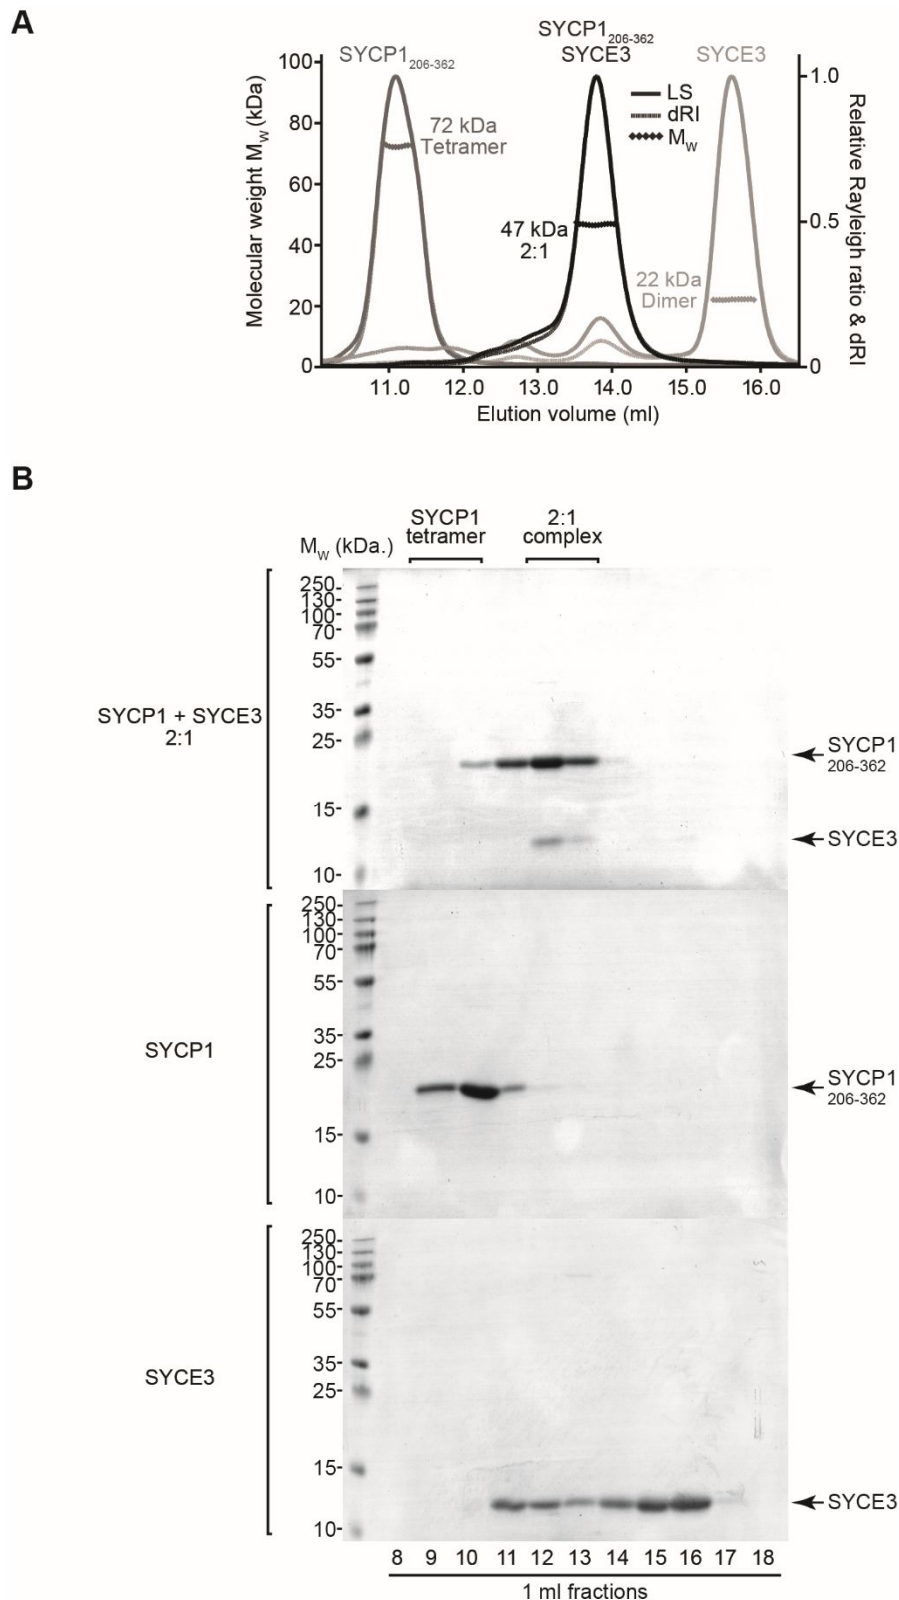 A
SYCP1206-362
SYCP1206-362
SYCE3
SYCE3
Molecular weight MW (kDa)
100
80
60
40
20
0
72 kDa
Tetramer
47 kDa
2:1
22 kDa
Dimer
LS
dRI
MW
1.0
0.5
0
Relative Rayleigh ratio & dRI
11.0 12.0 13.0 14.0 15.0 16.0
Elution volume (ml)
B
MW (kDa.)
SYCP1
tetramer
2:1
complex
SYCP1 + SYCE3
2:1
250-
130-
100-
70-
55-
35-
25-
15-
10-
SYCP1
206-362
SYCE3
SYCP1
250-
130-
100-
70-
55-
35-
25-
15-
10-
SYCP1
206-362
SYCE3
250-
130-
100-
70-
55-
35-
25-
15-
10-
SYCE3
8 9 10 11 12 13 14 15 16 17 18
1 ml fractions